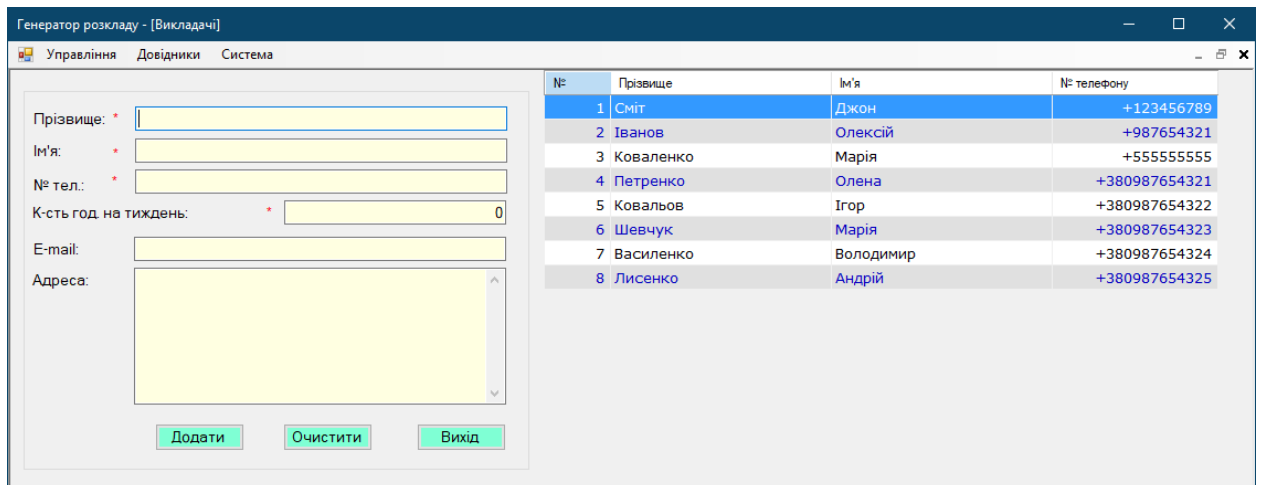 Генератор розкладу - [Викладачі]
Управління Довідники Система
Прізвище: *
Ім'я: *
№ тел.: *
К-сть год. на тиждень: * 0
E-mail:
Адреса:
Додати Очистити Вихід
№ Прізвище Ім'я № телефону
1 Сміт Джон +123456789
2 Іванов Олексій +987654321
3 Коваленко Марія +555555555
4 Петренко Олена +380987654321
5 Ковальов Ігор +380987654322
6 Шевчук Марія +380987654323
7 Василенко Володимир +380987654324
8 Лисенко Андрій +380987654325